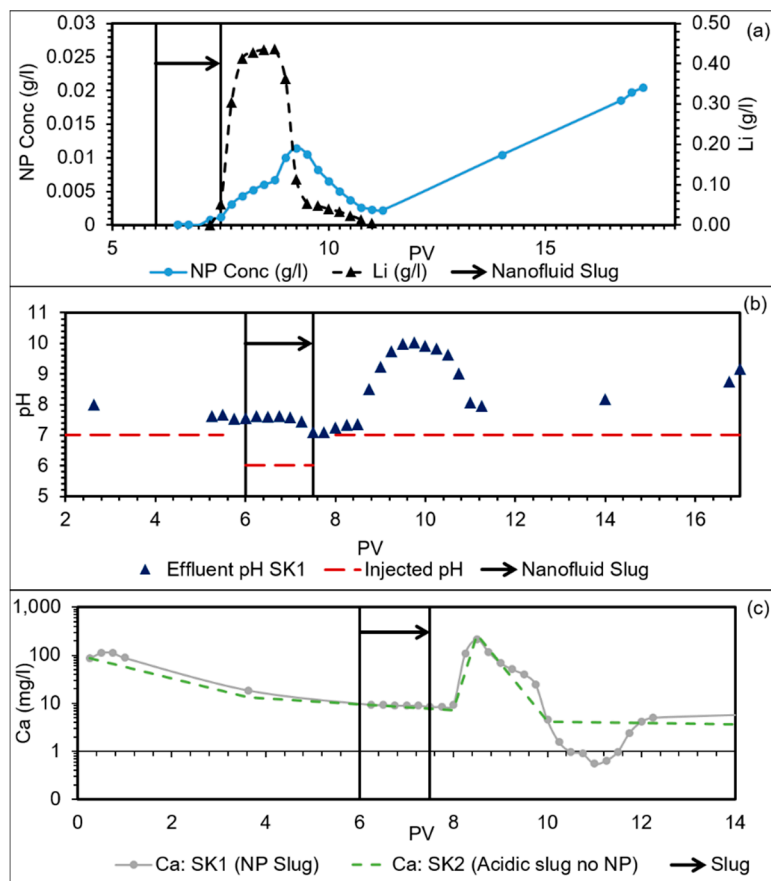 (a)
0.03
0.025
0.02
0.015
0.01
0.005
0
NP Conc (g/l)
0.50
0.40
0.30
0.20
0.10
0.00
Li (g/l)
5 10 15
PV
NP Conc (g/l) Li (g/l) Nanofluid Slug
(b)
11
10
9
8
7
6
5
pH
2 4 6 8 10 12 14 16
PV
Effluent pH SK1 Injected pH Nanofluid Slug
(c)
1,000
100
10
1
0
Ca (mg/l)
0 2 4 6 8 10 12 14
PV
Ca: SK1 (NP Slug) Ca: SK2 (Acidic slug no NP) Slug